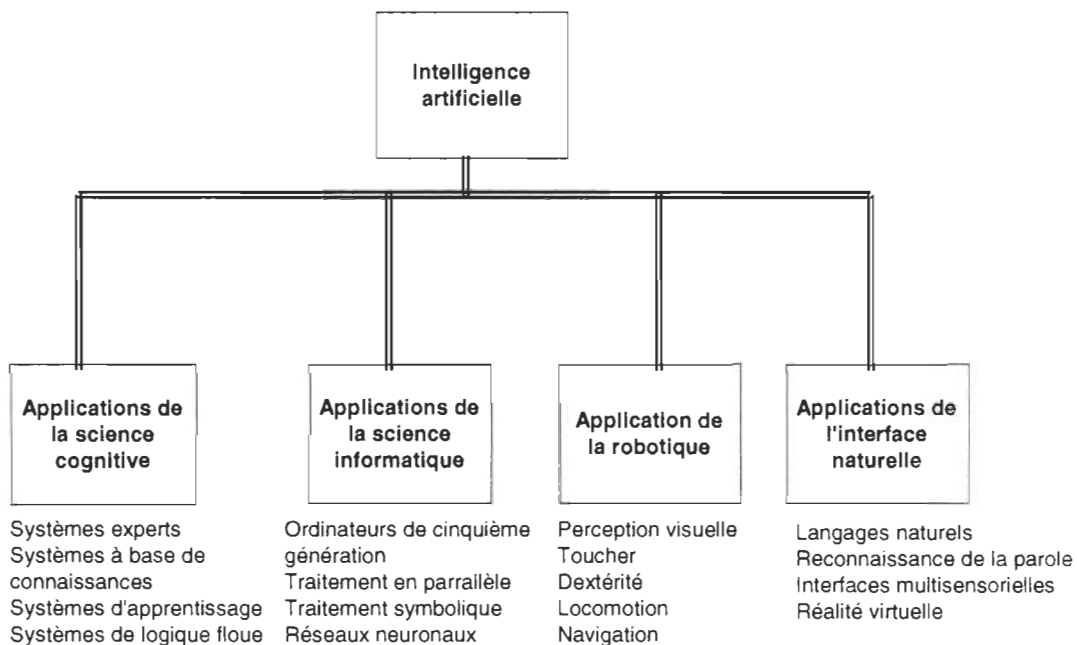 Intelligence
artificielle
Applications de
la science
cognitive
Systèmes experts
Systèmes à base de
connaissances
Systèmes d'apprentissage
Systèmes de logique floue
Applications de
la science
informatique
Ordinateurs de cinquième
génération
Traitement en parrallèle
Traitement symbolique
Réseaux neuronaux
Application de
la robotique
Perception visuelle
Toucher
Dextérité
Locomotion
Navigation
Applications de
l'interface
naturelle
Langages naturels
Reconnaissance de la parole
Interfaces multisensorielles
Réalité virtuelle